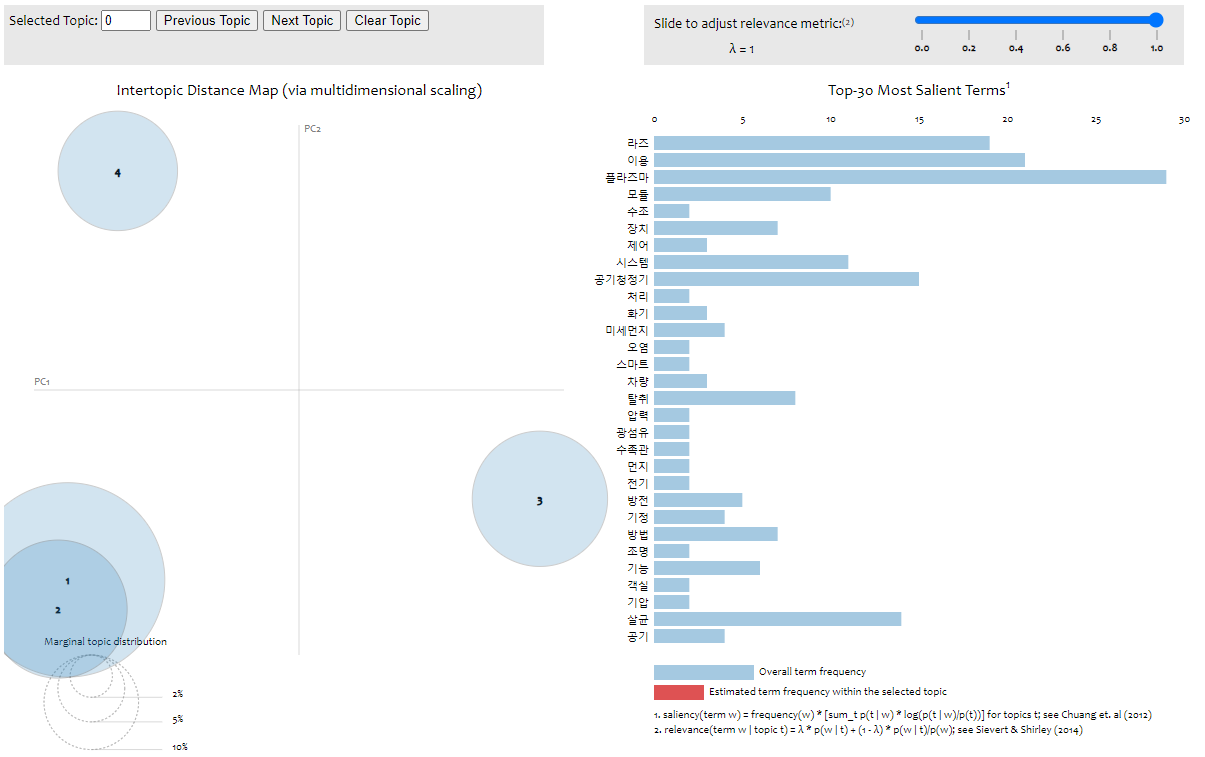 Selected Topic: 0 Previous Topic Next Topic Clear Topic
Slide to adjust relevance metric:(2)
λ = 1
0.0 0.2 0.4 0.6 0.8 1.0
Intertopic Distance Map (via multidimensional scaling)
PC2
PC1
4
3
1
2
Marginal topic distribution
2%
5%
10%
Top-30 Most Salient Terms1
0 5 10 15 20 25 30
라즈
이용
플라즈마
모듈
수조
장치
제어
시스템
공기청정기
처리
화기
미세먼지
오염
스마트
차량
탈취
압력
광섬유
수족관
먼지
전기
방전
기정
방법
조명
기능
객실
기압
살균
공기
Overall term frequency
Estimated term frequency within the selected topic
1. saliency(term w) = frequency(w) * [sum_t p(t | w) * log(p(t | w)/p(t))] for topics t; see Chuang et. al (2012)
2. relevance(term w | topic t) = λ * p(w | t) + (1 - λ) * p(w | t)/p(w); see Sievert & Shirley (2014)